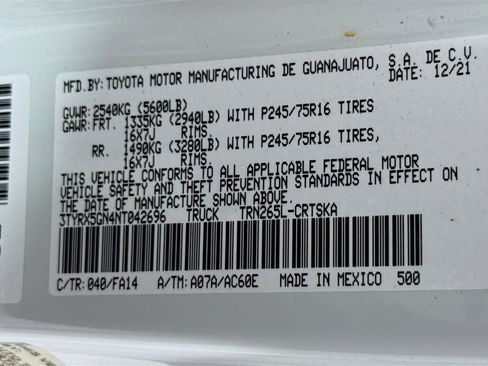 MFD.BY:TOYOTA MOTOR MANUFACTURING DE GUANAJUATO, S.A. DE C.V.
DATE: 12/21
GVWR:2540KG (5600LB)
GAWR:FRT. 1335KG (2940LB) WITH P245/75R16 TIRES
16X7J RIMS.
RR. 1490KG (3280LB) WITH P245/75R16 TIRES,
16X7J RIMS.
THIS VEHICLE CONFORMS TO ALL APPLICABLE FEDERAL MOTOR
VEHICLE SAFETY AND THEFT PREVENTION STANDARDS IN EFFECT ON
THE DATE OF MANUFACTURE SHOWN ABOVE.
3TYRX5GN4NT042696 TRUCK TRN265L-CRTSKA
C/TR: 040/FA14 A/TM: A07A/AC60E MADE IN MEXICO 500